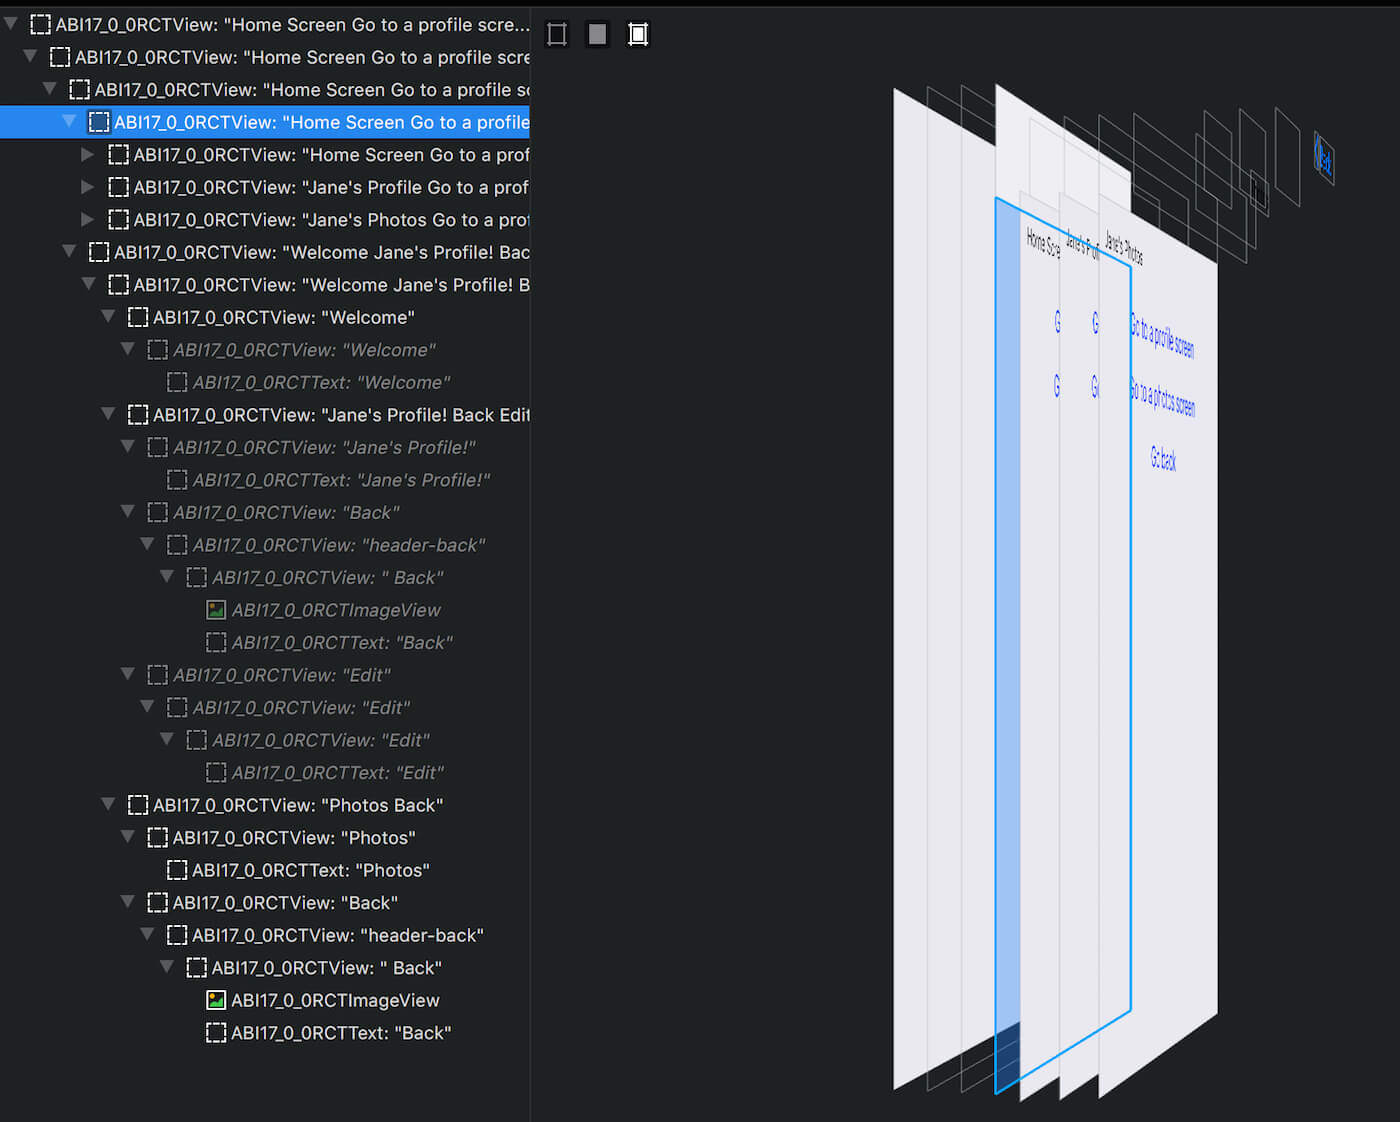 ABI17_0_0RCTView: "Home Screen Go to a profile scre...
ABI17_0_0RCTView: "Home Screen Go to a profile scre
ABI17_0_0RCTView: "Home Screen Go to a profile sc
ABI17_0_0RCTView: "Home Screen Go to a profile
ABI17_0_0RCTView: "Home Screen Go to a prof
ABI17_0_0RCTView: "Jane's Profile Go to a prof
ABI17_0_0RCTView: "Jane's Photos Go to a prof
ABI17_0_0RCTView: "Welcome Jane's Profile! Bac
ABI17_0_0RCTView: "Welcome Jane's Profile! B
ABI17_0_0RCTView: "Welcome"
ABI17_0_0RCTView: "Welcome"
ABI17_0_0RCTText: "Welcome"
ABI17_0_0RCTView: "Jane's Profile! Back Edit
ABI17_0_0RCTView: "Jane's Profile!"
ABI17_0_0RCTText: "Jane's Profile!"
ABI17_0_0RCTView: "Back"
ABI17_0_0RCTView: "header-back"
ABI17_0_0RCTView: " Back"
ABI17_0_0RCTImageView
ABI17_0_0RCTText: "Back"
ABI17_0_0RCTView: "Edit"
ABI17_0_0RCTView: "Edit"
ABI17_0_0RCTView: "Edit"
ABI17_0_0RCTText: "Edit"
ABI17_0_0RCTView: "Photos Back"
ABI17_0_0RCTView: "Photos"
ABI17_0_0RCTText: "Photos"
ABI17_0_0RCTView: "Back"
ABI17_0_0RCTView: "header-back"
ABI17_0_0RCTView: " Back"
ABI17_0_0RCTImageView
ABI17_0_0RCTText: "Back"
Home Scre
Jane's Prof
Jane's Photos
G
G
Go to a profile screen
G
Go
Go to a photos screen
Go back